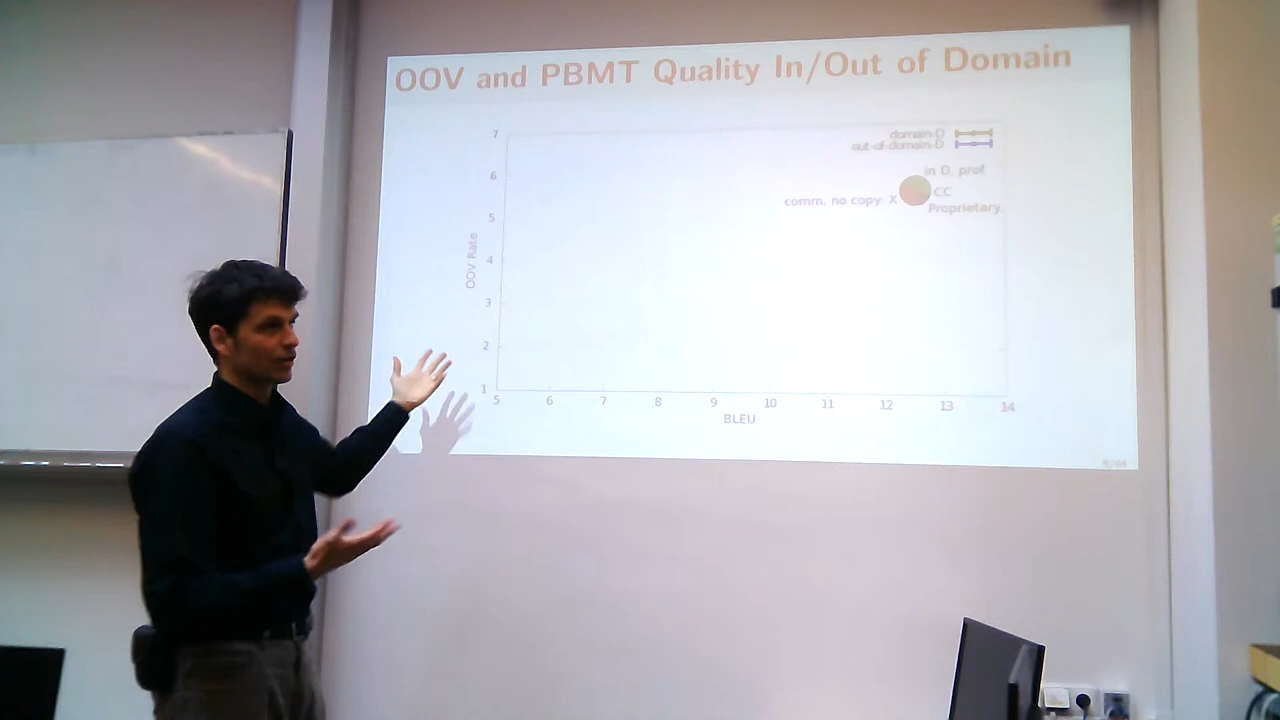 OOV and PBMT Quality In/Out of Domain
7
domain-D
out-of-domain-D
6
in D. prof
CC
comm. no copy X
Proprietary
5
OOV Rate
4
3
2
1
5 6 7 8 9 10 11 12 13 14
BLEU